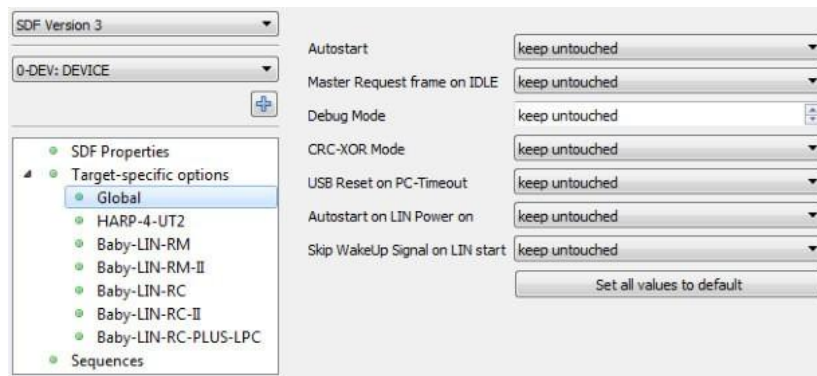 SDF Version 3
0-DEV: DEVICE
SDF Properties
Target-specific options
Global
HARP-4-UT2
Baby-LIN-RM
Baby-LIN-RM-II
Baby-LIN-RC
Baby-LIN-RC-II
Baby-LIN-RC-PLUS-LPC
Sequences
Autostart keep untouched
Master Request frame on IDLE keep untouched
Debug Mode keep untouched
CRC-XOR Mode keep untouched
USB Reset on PC-Timeout keep untouched
Autostart on LIN Power on keep untouched
Skip WakeUp Signal on LIN start keep untouched
Set all values to default